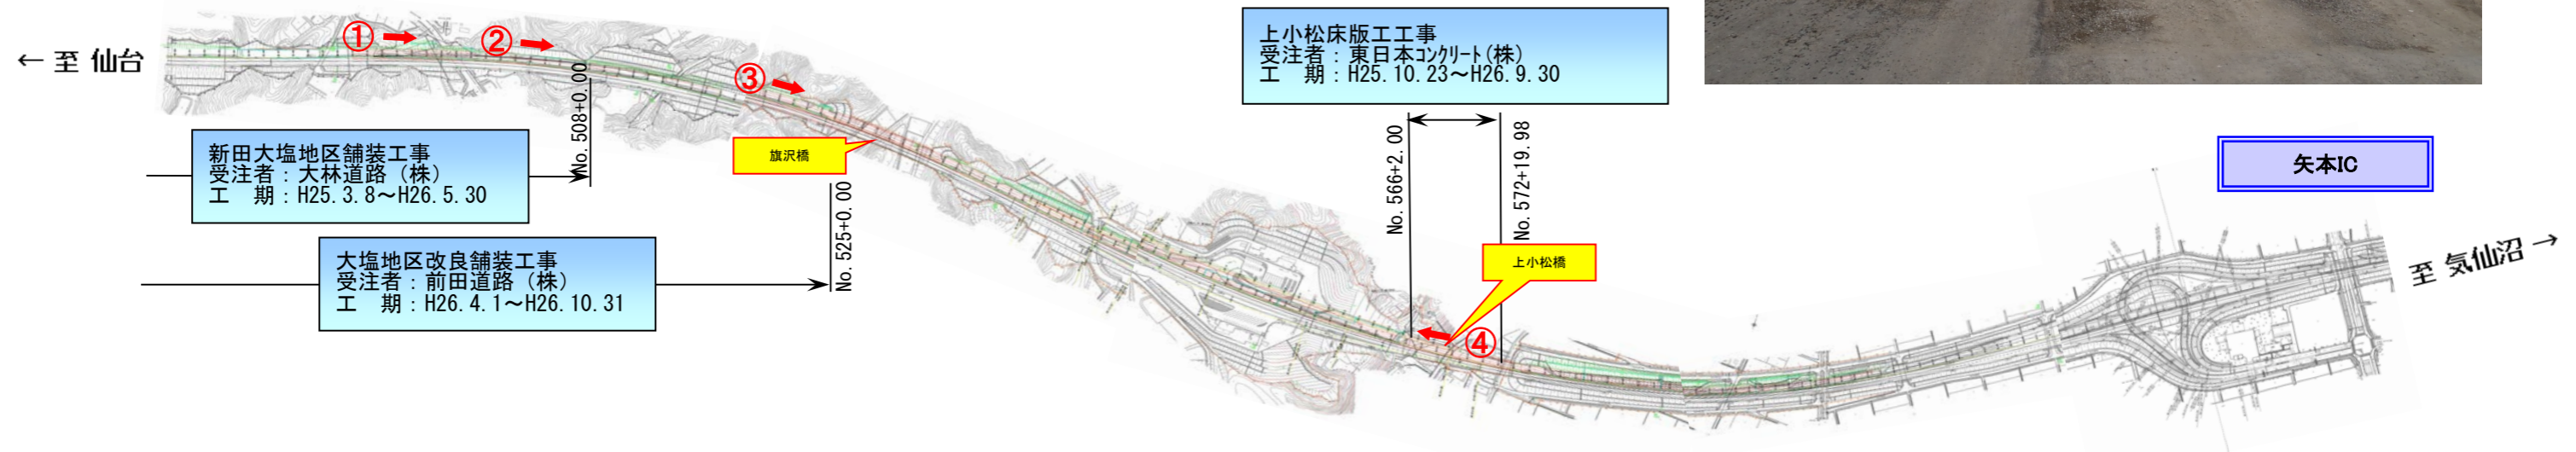 ← 至 仙台
①
②
③
No. 508+0.00
新田大塩地区舗装工事
受注者：大林道路（株）
工　期：H25.3.8～H26.5.30
旗沢橋
No. 525+0.00
大塩地区改良舗装工事
受注者：前田道路（株）
工　期：H26.4.1～H26.10.31
上小松床版工工事
受注者：東日本ｺﾝｸﾘｰﾄ(株)
工　期：H25.10.23～H26.9.30
No. 566+2.00
No. 572+19.98
上小松橋
④
矢本IC
至 気仙沼 →